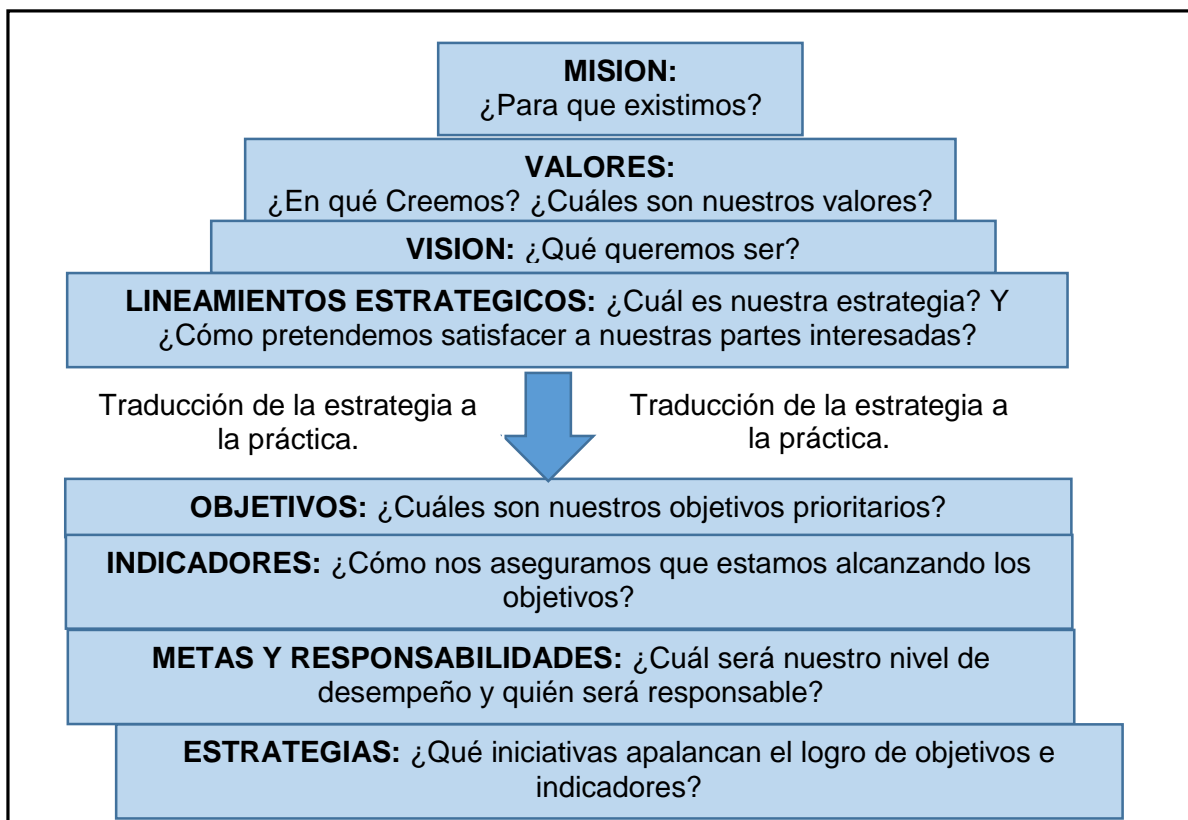 MISION:
¿Para que existimos?
VALORES:
¿En qué Creemos? ¿Cuáles son nuestros valores?
VISION: ¿Qué queremos ser?
LINEAMIENTOS ESTRATEGICOS: ¿Cuál es nuestra estrategia? Y
¿Cómo pretendemos satisfacer a nuestras partes interesadas?
Traducción de la estrategia a
la práctica.
Traducción de la estrategia a
la práctica.
OBJETIVOS: ¿Cuáles son nuestros objetivos prioritarios?
INDICADORES: ¿Cómo nos aseguramos que estamos alcanzando los
objetivos?
METAS Y RESPONSABILIDADES: ¿Cuál será nuestro nivel de
desempeño y quién será responsable?
ESTRATEGIAS: ¿Qué iniciativas apalancan el logro de objetivos e
indicadores?